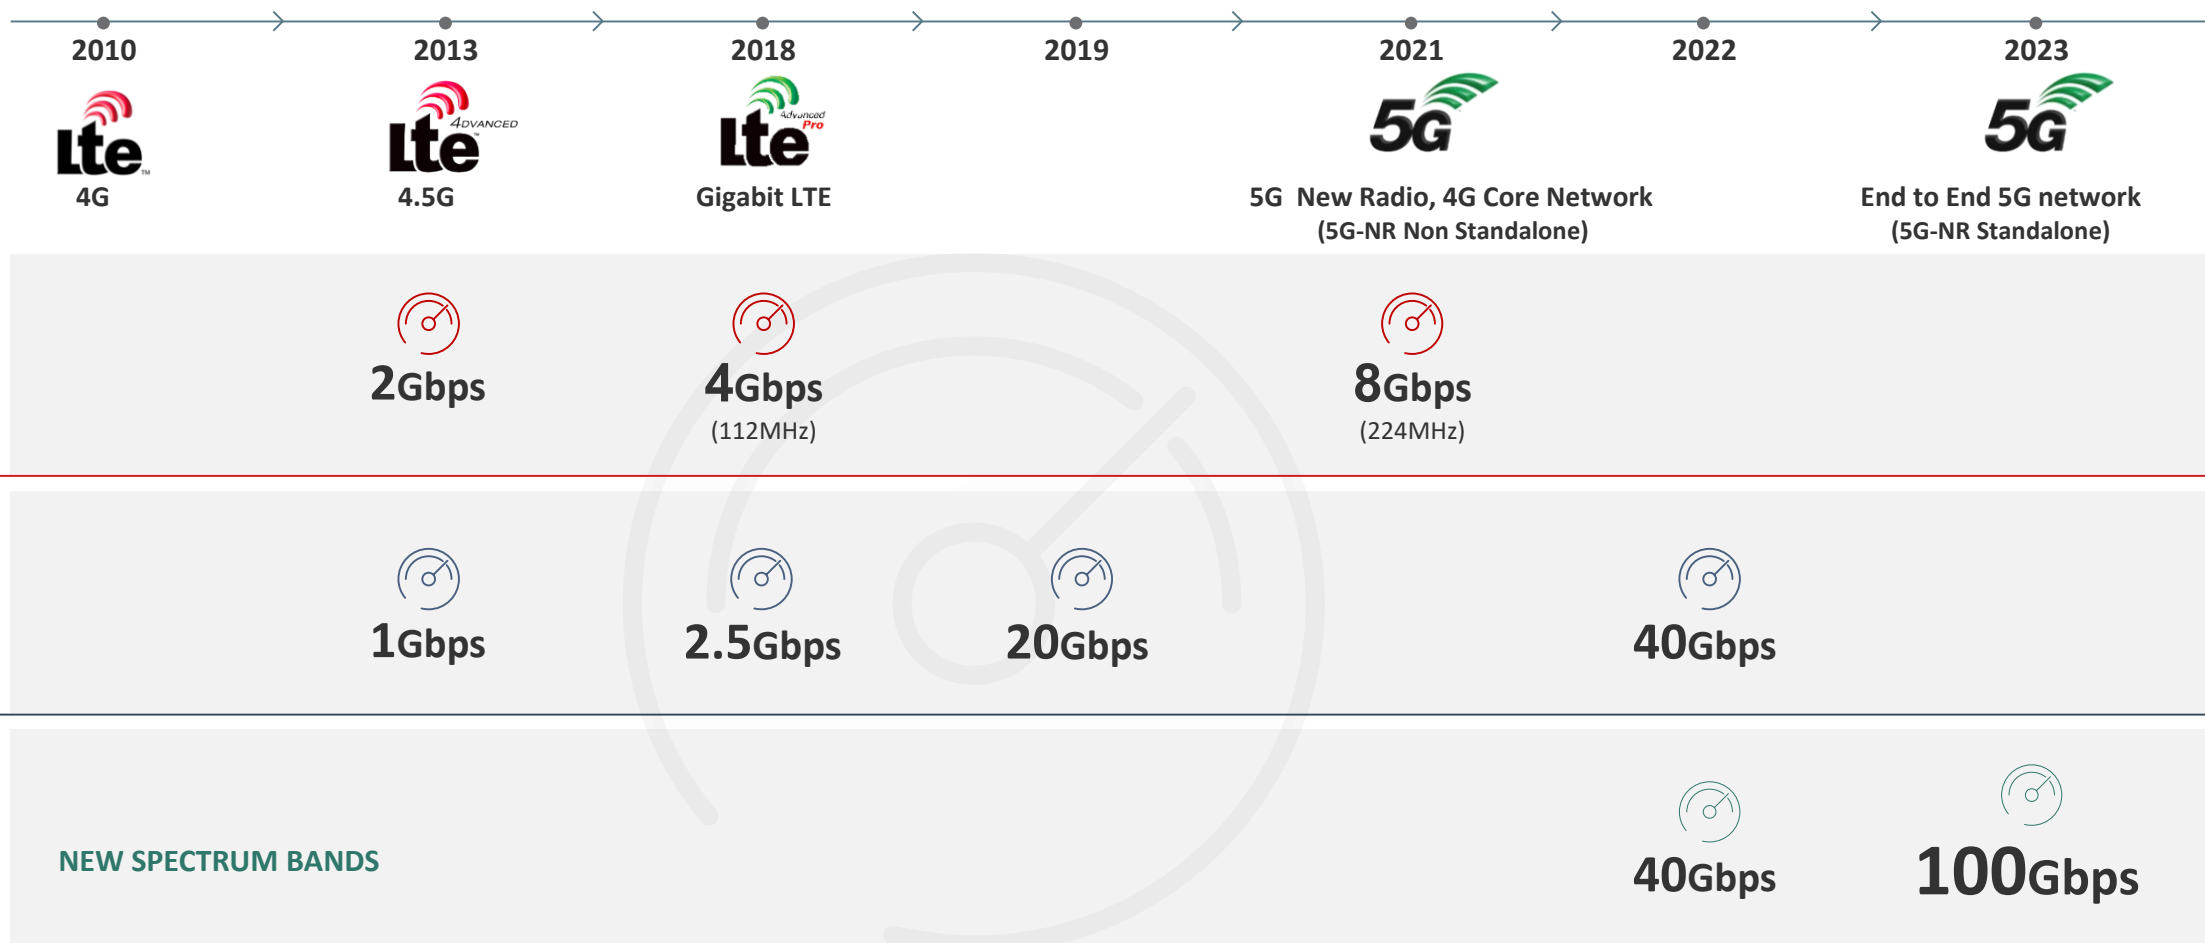 2010
2013
2018
2019
2021
2022
2023
Lte™
4G
Lte 4DVANCED™
4.5G
Lte Advanced Pro
Gigabit LTE
5G
5G New Radio, 4G Core Network
(5G-NR Non Standalone)
5G
End to End 5G network
(5G-NR Standalone)
2Gbps
4Gbps
(112MHz)
8Gbps
(224MHz)
1Gbps
2.5Gbps
20Gbps
40Gbps
NEW SPECTRUM BANDS
40Gbps
100Gbps